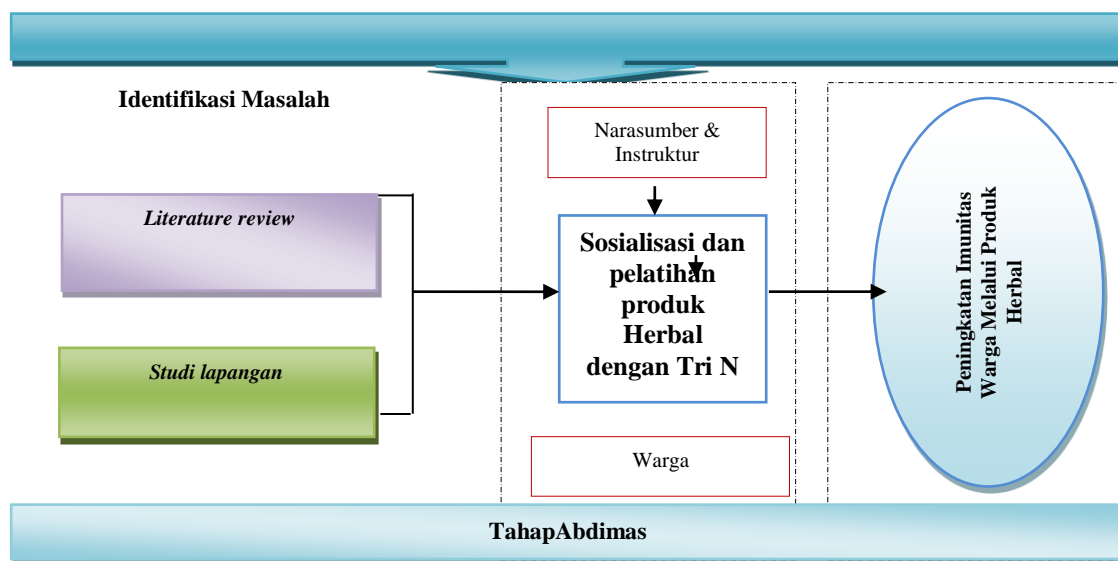 Identifikasi Masalah
Literature review
Studi lapangan
Narasumber &
Instruktur
Sosialisasi dan
pelatihan
produk
Herbal
dengan Tri N
Warga
Peningkatan Imunitas
Warga Melalui Produk
Herbal
TahapAbdimas